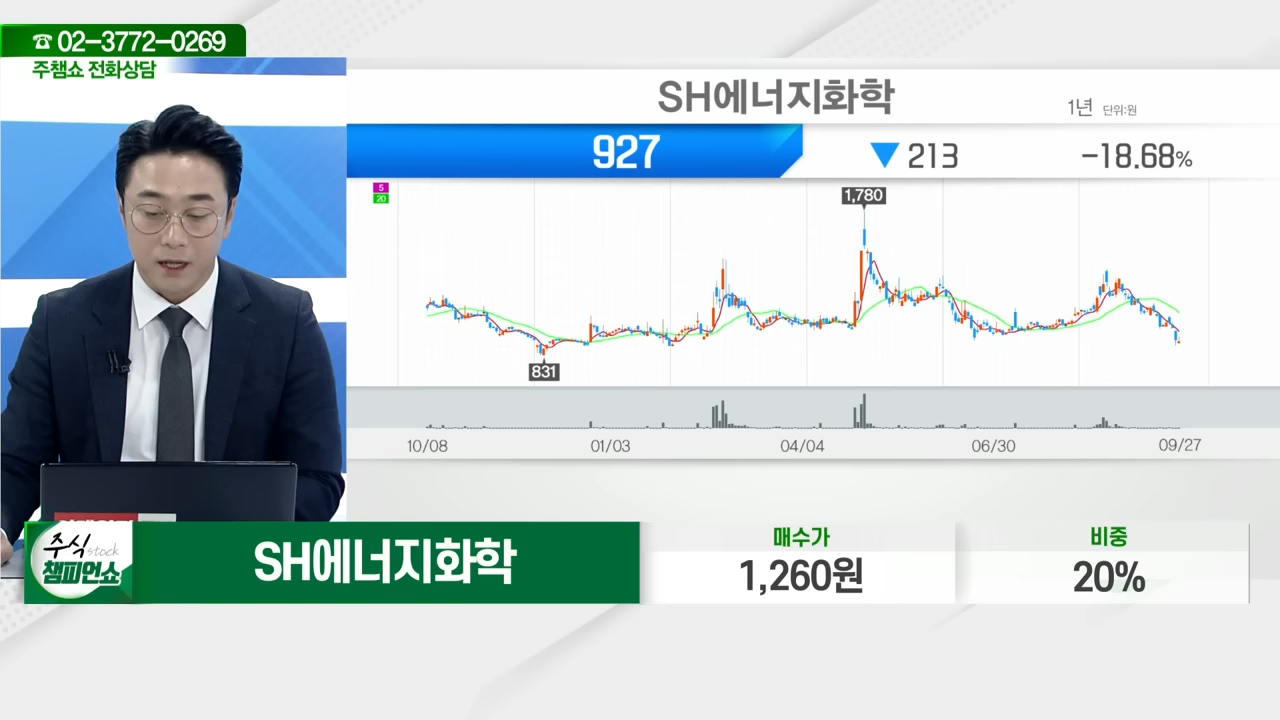 ☎ 02-3772-0269
주챔쇼 전화상담
SH에너지화학
1년 단위:원
927 ▼ 213 -18.68%
5
20
1,780
831
10/08 01/03 04/04 06/30 09/27
주식 stock
챔피언쇼
SH에너지화학
매수가
1,260원
비중
20%